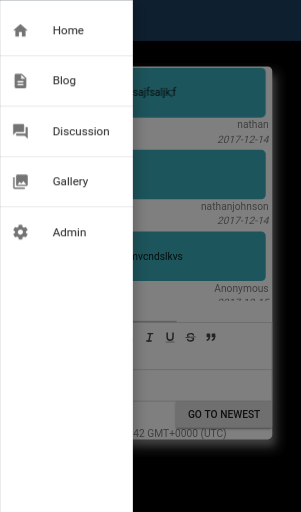 Home
Blog
Discussion
Gallery
Admin
sajfsaljk;f
nathan
2017-12-14
nathanjohnson
2017-12-14
nvcndslkvs
Anonymous
I U S ”
GO TO NEWEST
42 GMT+0000 (UTC)